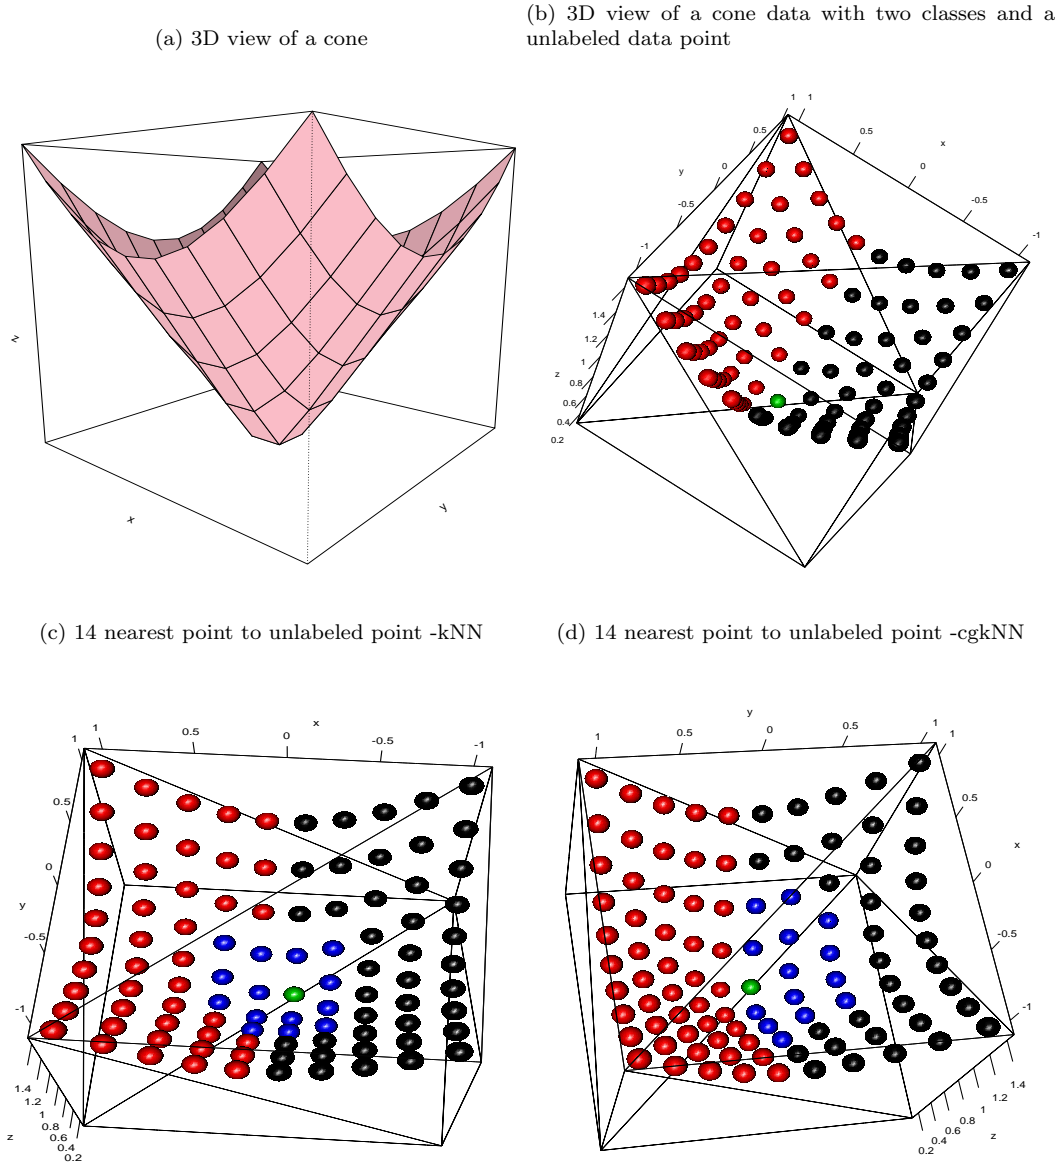 (a) 3D view of a cone
(b) 3D view of a cone data with two classes and a
unlabeled data point
z
x
y
1 1
0.5
0.5
x
0
y
0
-0.5
-0.5
-1
-1
1.4
1.2
1
z
0.8
0.6
0.4
0.2
(c) 14 nearest point to unlabeled point -kNN
(d) 14 nearest point to unlabeled point -cgkNN
x
1
1
0.5
0
-0.5
-1
0.5
0
y
-0.5
-1
1.4
1.2
1
0.8
z
0.6
0.4
0.2
y
1
0.5
0
0.5
1
1
0.5
x
0
-0.5
-1
1.4
1.2
1
0.8
z
0.6
0.4
0.2